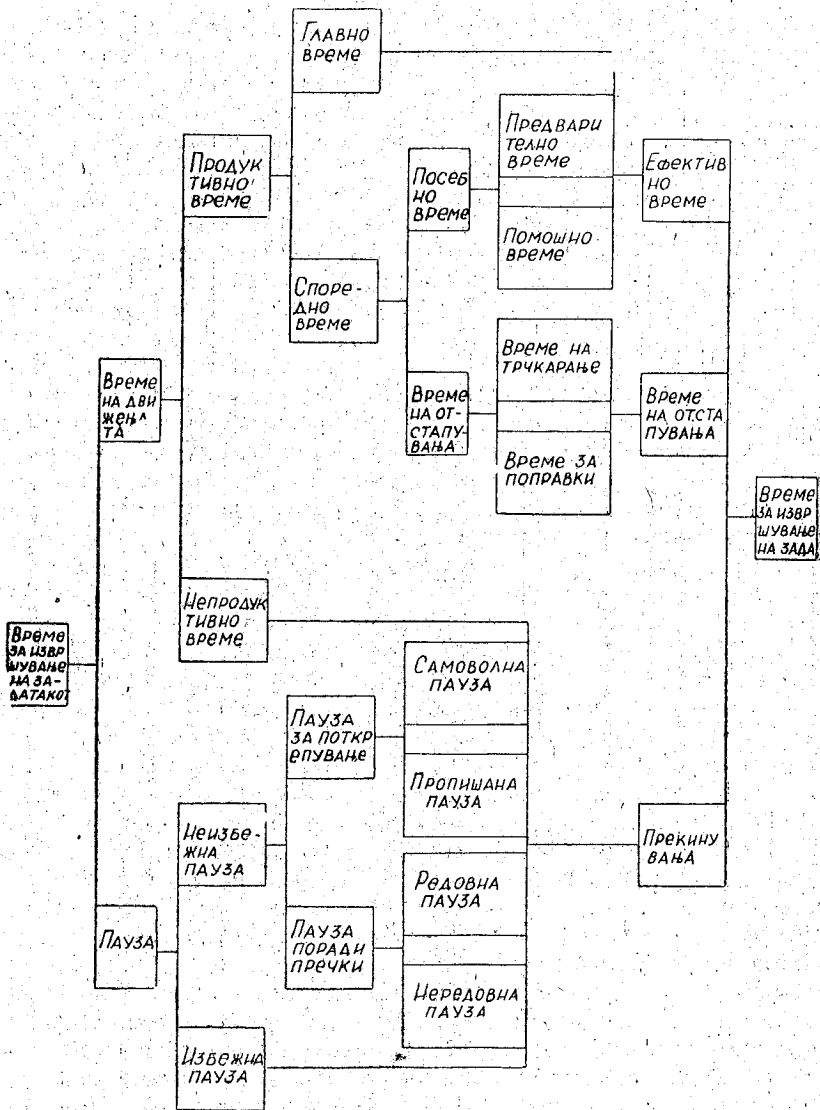 ГЛАВНО
ВРЕМЕ
ПРОДУК
ТИВНО
ВРЕМЕ
ПРЕДВАРИ
ТЕЛНО
ВРЕМЕ
ПОСЕБ
НО
ВРЕМЕ
ЕФЕКТИВ
НО
ВРЕМЕ
ПОМОШНО
ВРЕМЕ
СПОРЕ-
ДНО
ВРЕМЕ
ВРЕМЕ НА
ТРЧКАРАЊЕ
ВРЕМЕ
НА ДВИ
ЖЕЊА
ТА
ВРЕМЕ
НА ОТ-
СТАПУ-
ВАЊА
ВРЕМЕ
НА ОТСТА
ПУВАЊА
ВРЕМЕ ЗА
ПОПРАВКИ
ВРЕМЕ
ЗА ИЗВР
ШУВАЊЕ
НА ЗАДА
НЕПРОДУК
ТИВНО
ВРЕМЕ
ВРЕМЕ
ЗА ИЗВР
ШУВАЊЕ
НА ЗА-
ДАТАКОТ
САМОВОЛНА
ПАУЗА
ПАУЗА
ЗА ПОТКР
ЕПУВАЊЕ
ПРОПИШАНА
ПАУЗА
НЕИЗБЕ-
ЖНА
ПАУЗА
ПРЕКИНУ
ВАЊА
РЕДОВНА
ПАУЗА
ПАУЗА
ПАУЗА
ПОРАДИ
ПРЕЧКИ
НЕРЕДОВНА
ПАУЗА
ИЗБЕЖНА
ПАУЗА